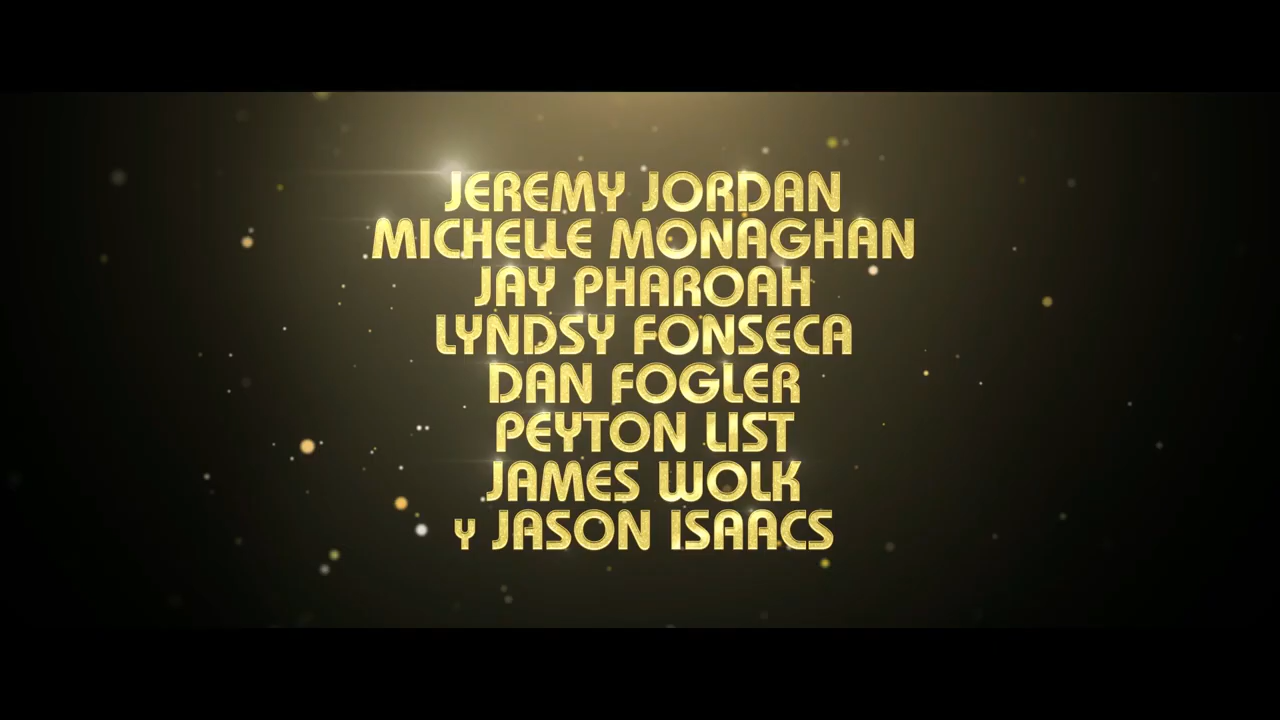 JEREMY JORDAN
MICHELLE MONAGHAN
JAY PHAROAH
LYNDSY FONSECA
DAN FOGLER
PEYTON LIST
JAMES WOLK
Y JASON ISAACS